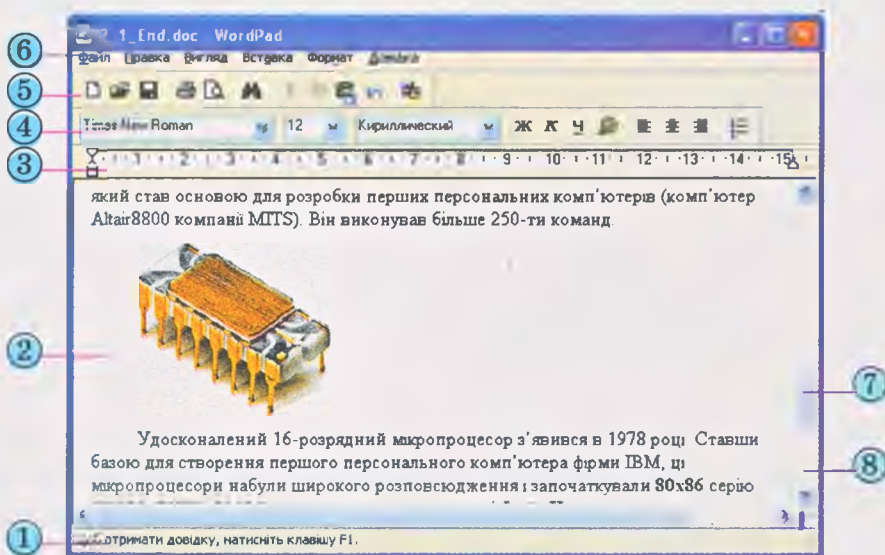 2_1_End.doc WordPad
6 Файл Правка Вигляд Вставка Формат
5
4 Times New Roman 12 Кириллический Ж К Ч
3 1 2 3 4 5 6 7 8 9 10 11 12 13 14 15
який став основою для розробки перших персональних комп'ютерів (комп'ютер
Altair8800 компанії MITS). Він виконував більше 250-ти команд.
2
7
Удосконалений 16-розрядний мікропроцесор з'явився в 1978 році Ставши
базою для створення першого персонального комп'ютера фірми IBM, ці
8
мікропроцесори набули широкого розповсюдження і започаткували 80x86 серію
1 отримати довідку, натисніть клавішу F1.